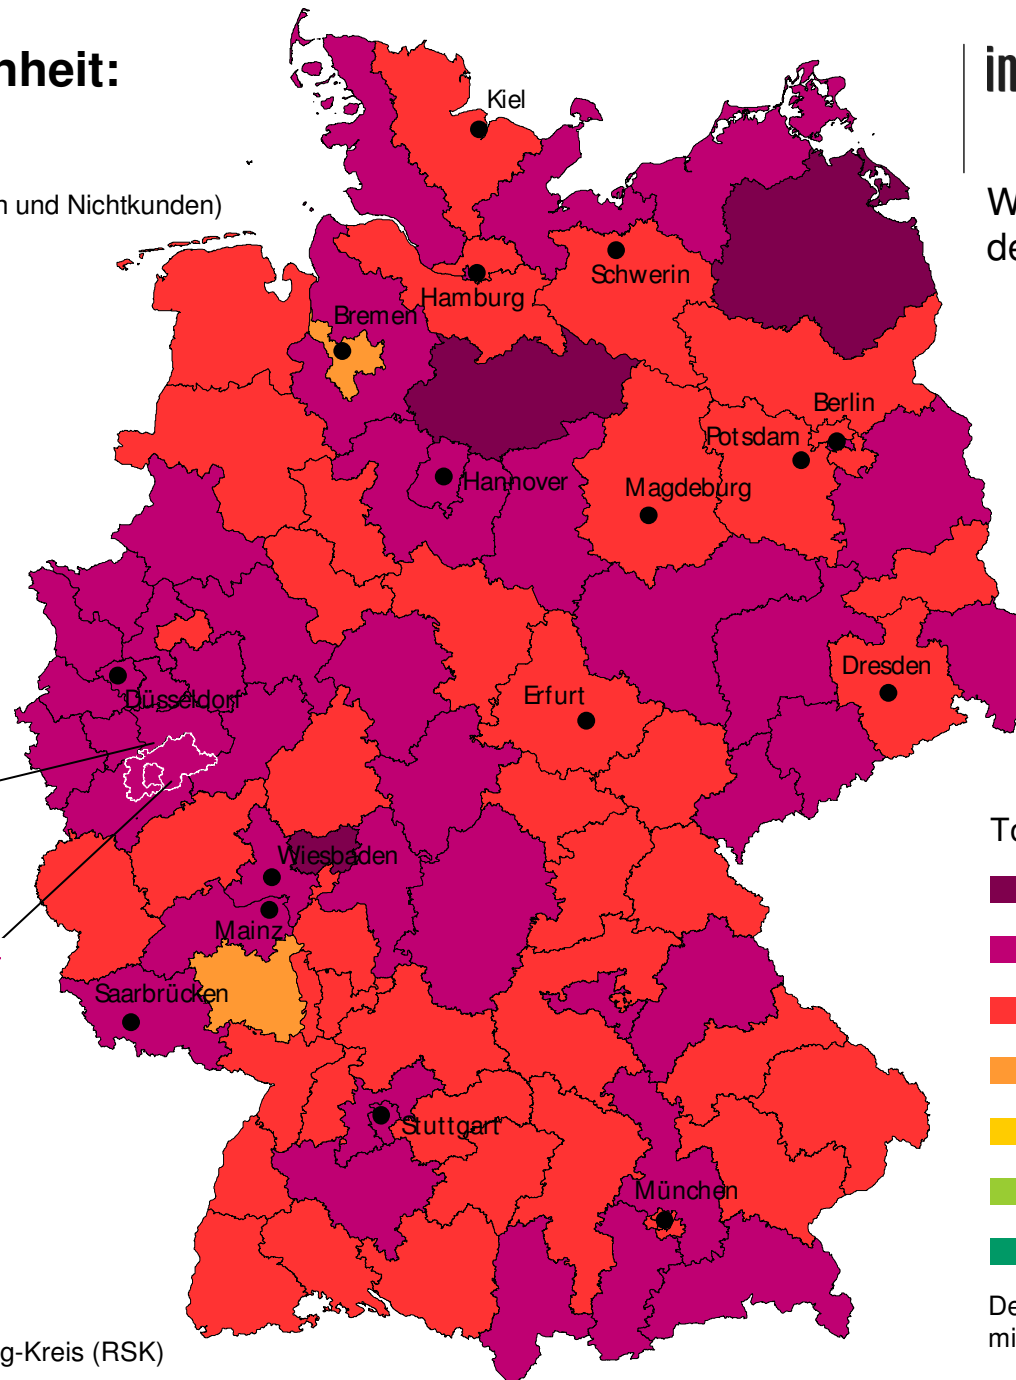 nheit:
im
n und Nichtkunden)
W
de
Kiel
Schwerin
Hamburg
Bremen
Berlin
Potsdam
Hannover
Magdeburg
Dresden
Düsseldorf
Erfurt
To
Wiesbaden
Mainz
Saarbrücken
Stuttgart
München
De
mi
g-Kreis (RSK)